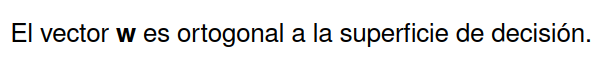 El vector w es ortogonal a la superficie de decisión.